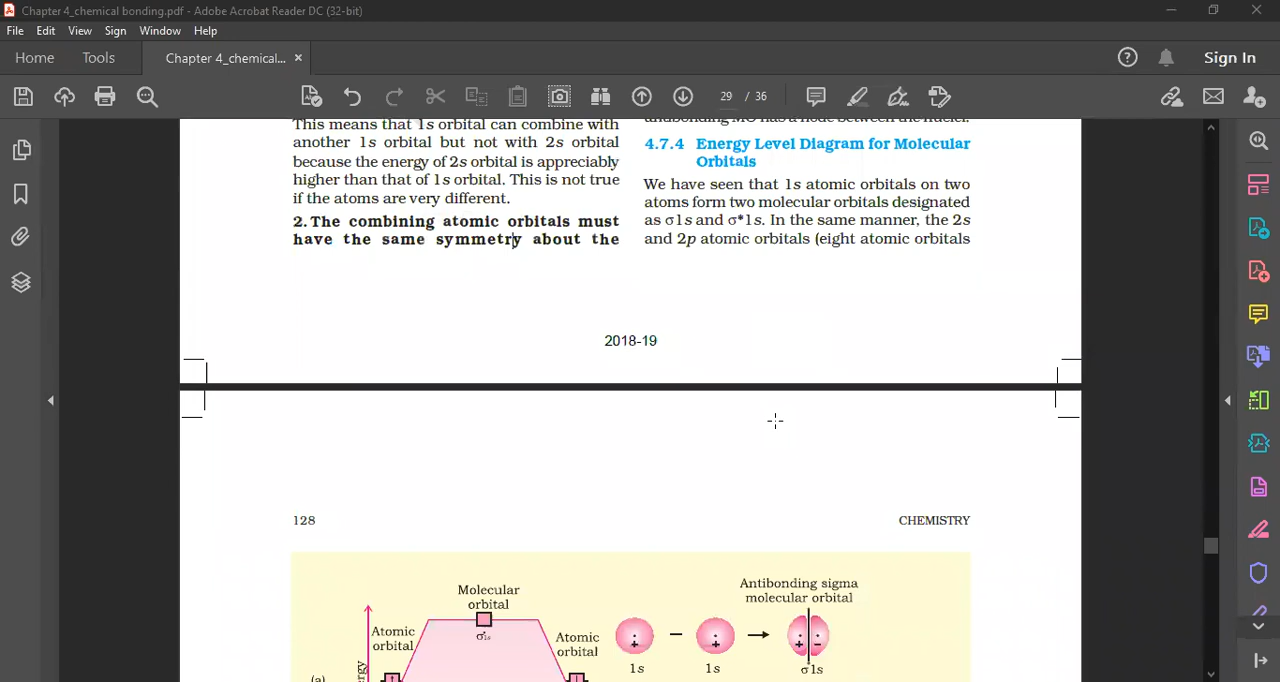 Chapter 4_chemical bonding.pdf - Adobe Acrobat Reader DC (32-bit)
File Edit View Sign Window Help
Home Tools Chapter 4_chemical... × Sign In
29 / 36
This means that 1s orbital can combine with
another 1s orbital but not with 2s orbital
because the energy of 2s orbital is appreciably
higher than that of 1s orbital. This is not true
if the atoms are very different.
2. The combining atomic orbitals must
have the same symmetry about the
antibonding MO has a node between the nuclei.
4.7.4 Energy Level Diagram for Molecular
Orbitals
We have seen that 1s atomic orbitals on two
atoms form two molecular orbitals designated
as σ1s and σ*1s. In the same manner, the 2s
and 2p atomic orbitals (eight atomic orbitals
2018-19
128 CHEMISTRY
Molecular
orbital
Antibonding sigma
molecular orbital
Atomic
orbital
Atomic
orbital
+ − + → + −
1s 1s σ1s
(a)